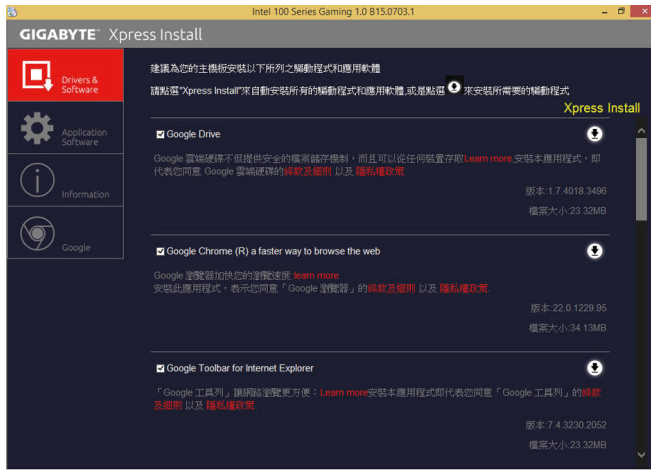 Intel 100 Series Gaming 1.0 B15.0703.1
GIGABYTE™ Xpress Install
Drivers &
Software
Application
Software
Information
Google
建議為您的主機板安裝以下所列之驅動程式和應用軟體
請點選"Xpress Install"來自動安裝所有的驅動程式和應用軟體,或是點選 來安裝所需要的驅動程式
Xpress Install
Google Drive
Google 雲端硬碟不但提供安全的檔案儲存機制，而且可以從任何裝置存取Learn more,安裝本應用程式，即
代表您同意 Google 雲端硬碟的條款及細則 以及 隱私權政策.
版本:1.7.4018.3496
檔案大小:23.32MB
Google Chrome (R) a faster way to browse the web
Google 瀏覽器加快您的瀏覽速度:learn more
安裝此應用程式，表示您同意「Google 瀏覽器」的條款及細則 以及 隱私權政策.
版本:22.0.1229.95
檔案大小:34.13MB
Google Toolbar for Internet Explorer
「Google 工具列」讓網路瀏覽更方便：Learn more安裝本應用程式即代表您同意「Google 工具列」的條款
及細則 以及 隱私權政策.
版本:7.4.3230.2052
檔案大小:23.32MB